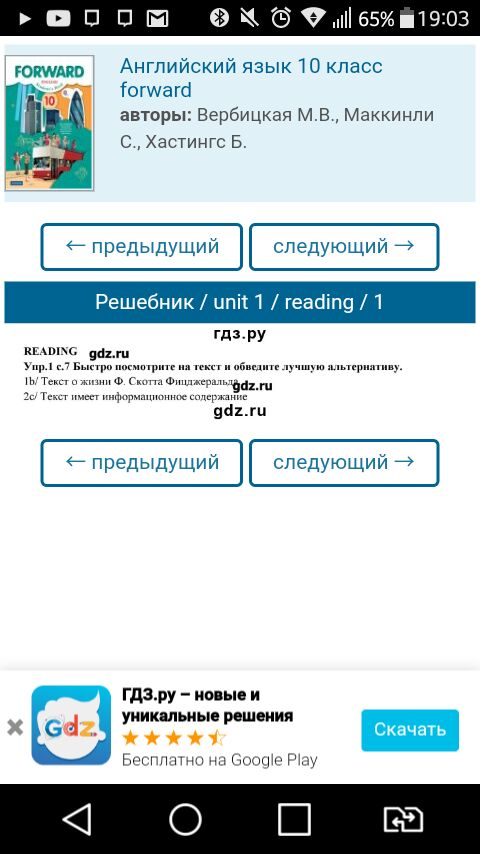 65% 19:03
FORWARD
10
Английский язык 10 класс
forward
авторы: Вербицкая М.В., Маккинли
С., Хастингс Б.
← предыдущий следующий →
Решебник / unit 1 / reading / 1
гдз.ру
READING gdz.ru
Упр.1 с.7 Быстро посмотрите на текст и обведите лучшую альтернативу.
1b/ Текст о жизни Ф. Скотта Фицджеральда
gdz.ru
2c/ Текст имеет информационное содержание
gdz.ru
← предыдущий следующий →
ГДЗ.ру – новые и
уникальные решения
Gdz
Скачать
Бесплатно на Google Play